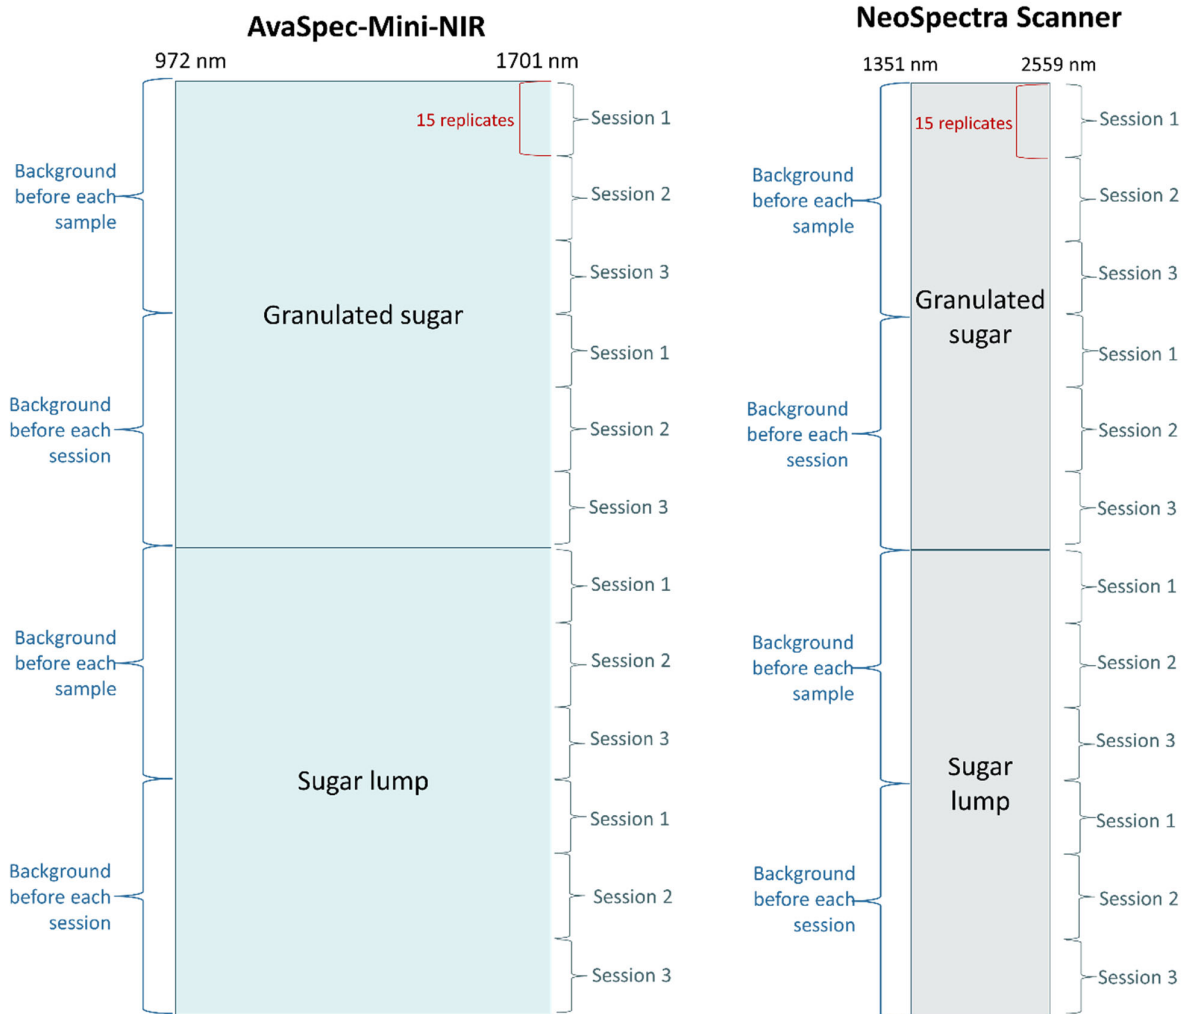 AvaSpec-Mini-NIR
972 nm
1701 nm
15 replicates
Session 1
Session 2
Session 3
Session 1
Session 2
Session 3
Session 1
Session 2
Session 3
Session 1
Session 2
Session 3
Background
before each
sample
Background
before each
session
Background
before each
sample
Background
before each
session
Granulated sugar
Sugar lump
NeoSpectra Scanner
1351 nm
2559 nm
15 replicates
Session 1
Session 2
Session 3
Session 1
Session 2
Session 3
Session 1
Session 2
Session 3
Session 1
Session 2
Session 3
Background
before each
sample
Background
before each
session
Background
before each
sample
Background
before each
session
Granulated
sugar
Sugar
lump